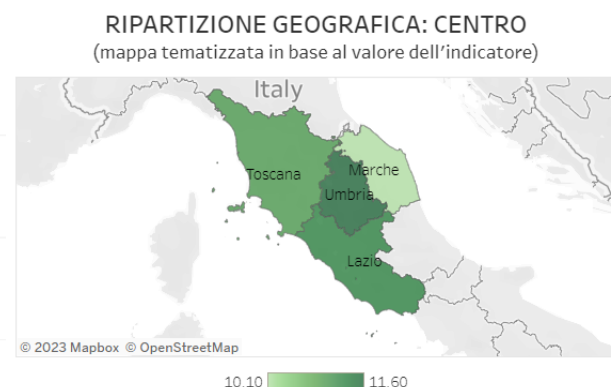 RIPARTIZIONE GEOGRAFICA: CENTRO
(mappa tematizzata in base al valore dell'indicatore)
Italy
Toscana
Marche
Umbria
Lazio
© 2023 Mapbox © OpenStreetMap
10.10 11.60